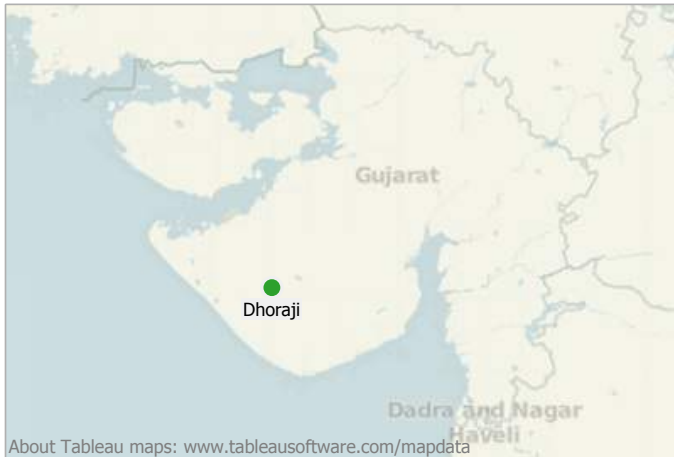 Gujarat
Dhoraji
Dadra and Nagar
Haveli
About Tableau maps: www.tableausoftware.com/mapdata